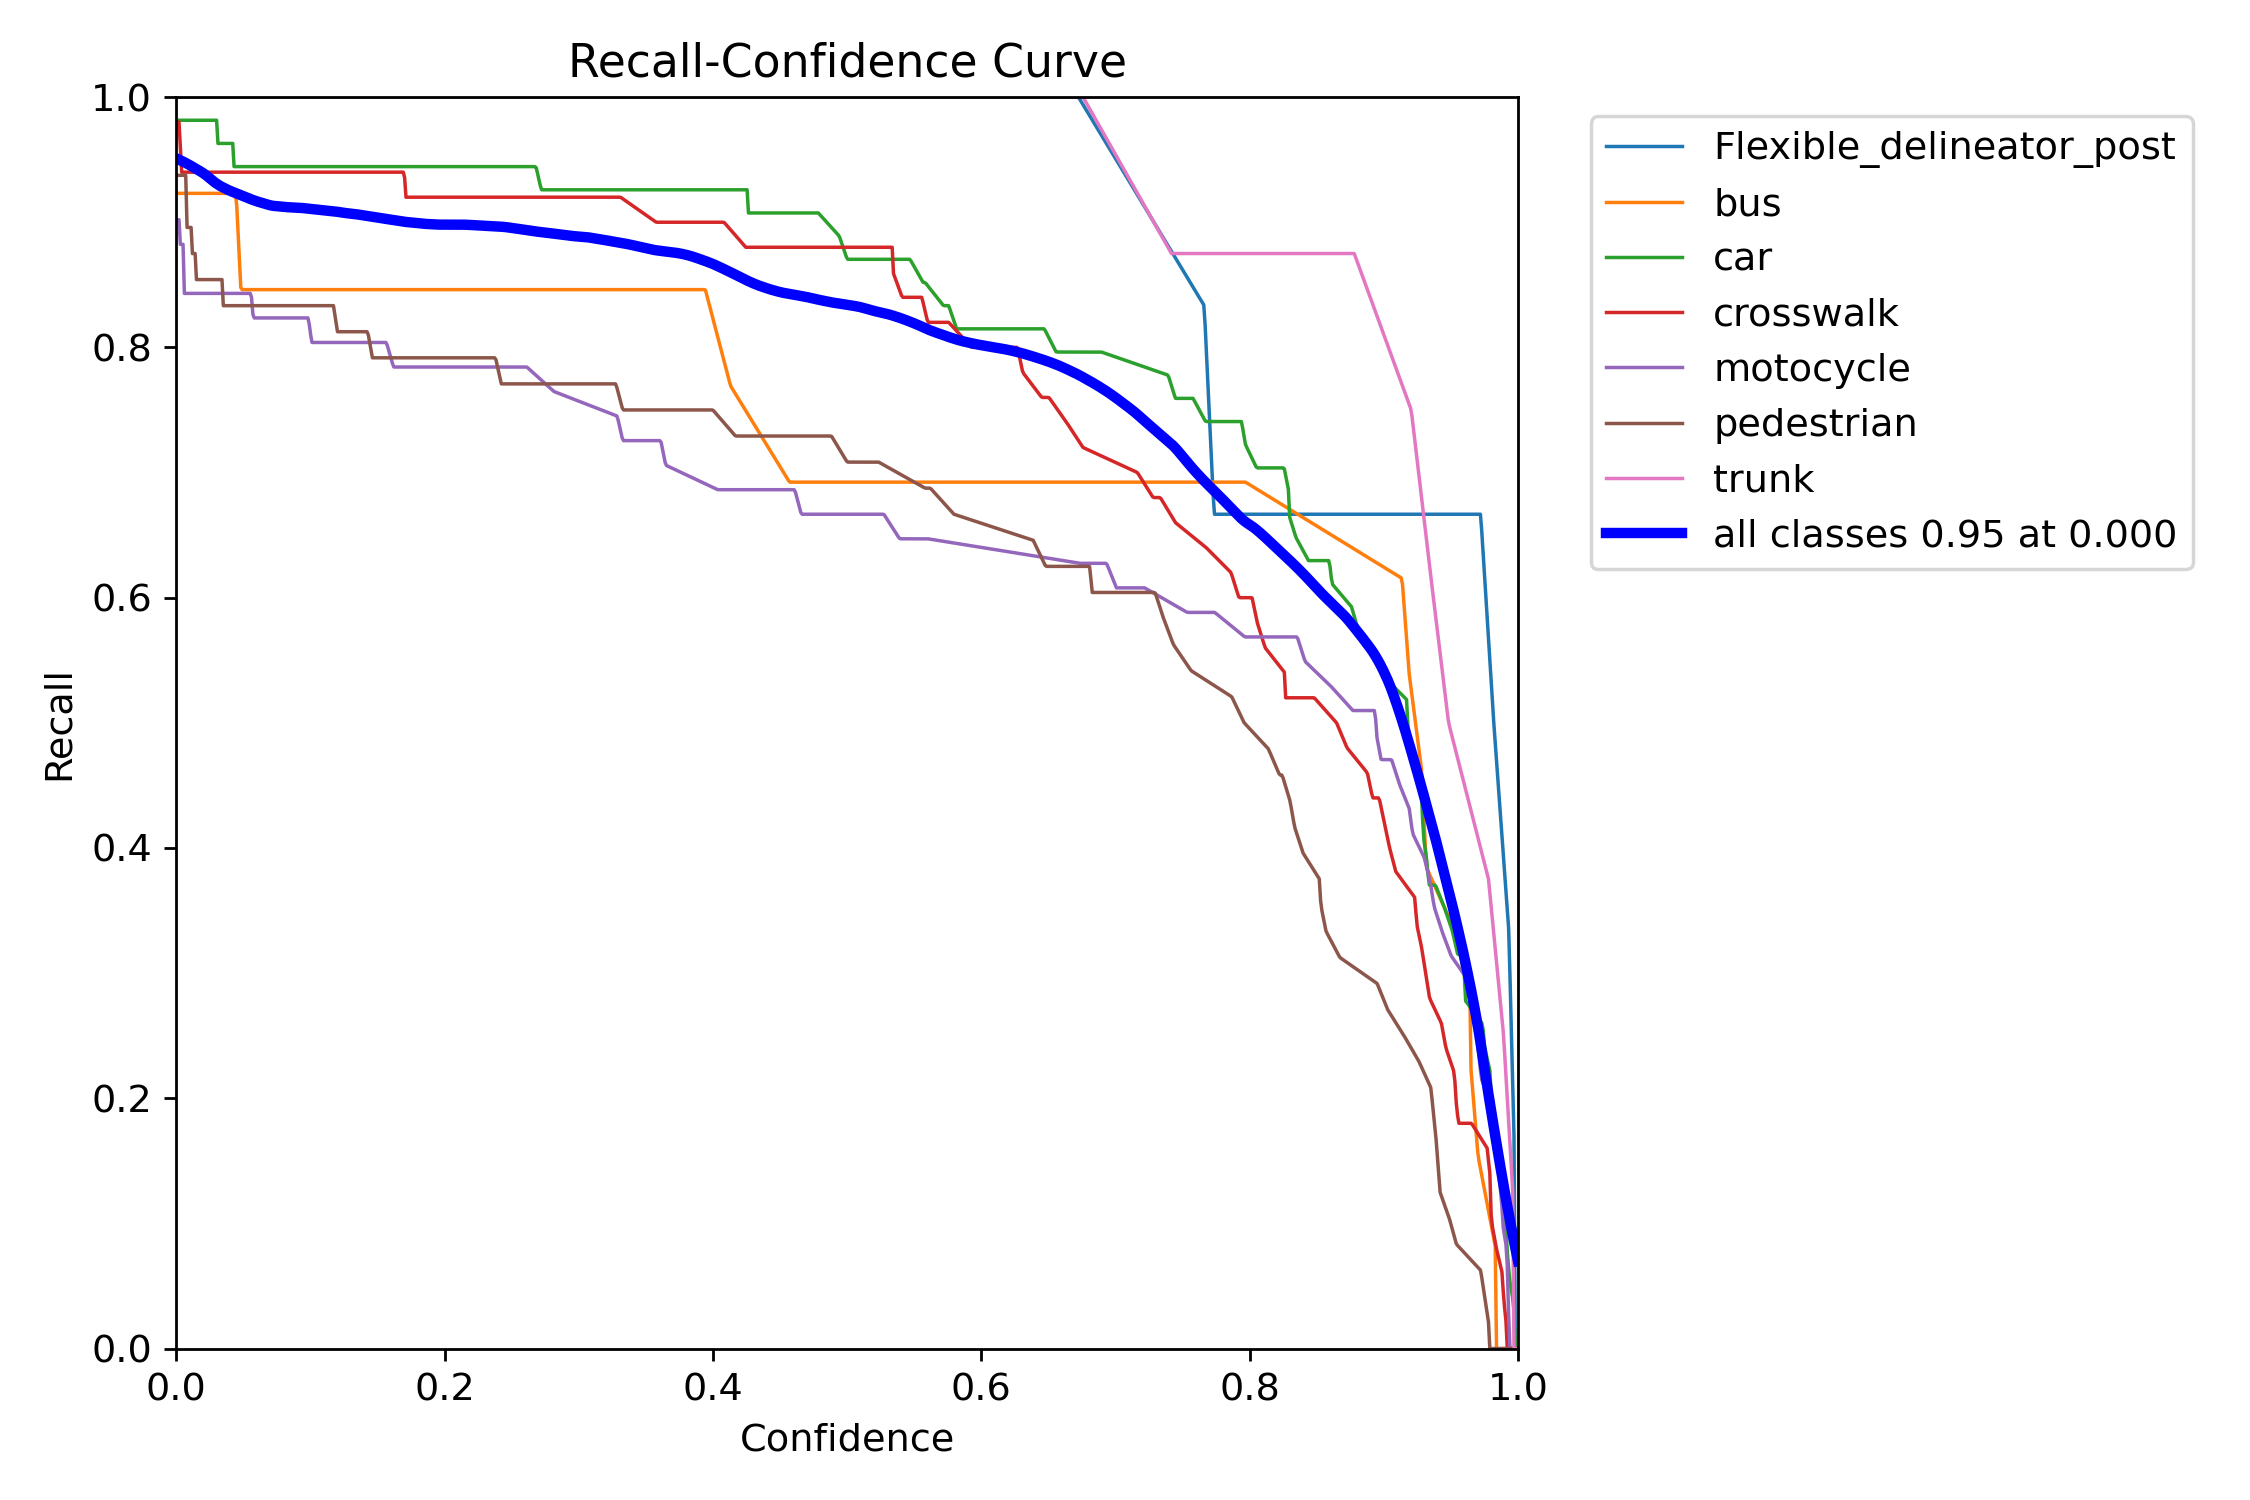 Recall-Confidence Curve
1.0
0.8
0.6
0.4
0.2
0.0
Recall
0.0 0.2 0.4 0.6 0.8 1.0
Confidence
Flexible_delineator_post
bus
car
crosswalk
motocycle
pedestrian
trunk
all classes 0.95 at 0.000